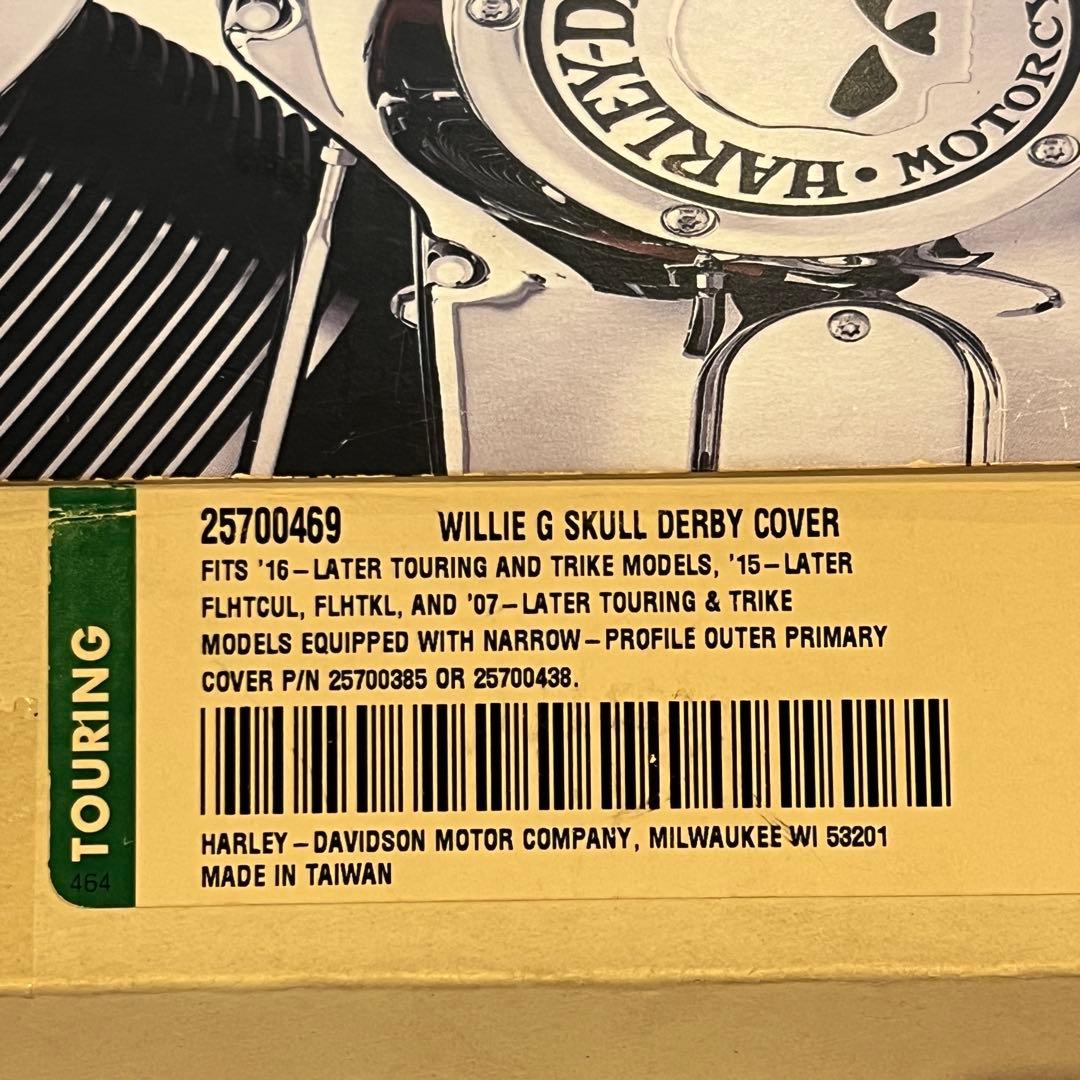 HARLEY-D
• MOTORCY
25700469 WILLIE G SKULL DERBY COVER
FITS '16–LATER TOURING AND TRIKE MODELS, '15–LATER
FLHTCUL, FLHTKL, AND '07–LATER TOURING & TRIKE
MODELS EQUIPPED WITH NARROW–PROFILE OUTER PRIMARY
COVER P/N 25700385 OR 25700438.
HARLEY–DAVIDSON MOTOR COMPANY, MILWAUKEE WI 53201
MADE IN TAIWAN
TOURING
464